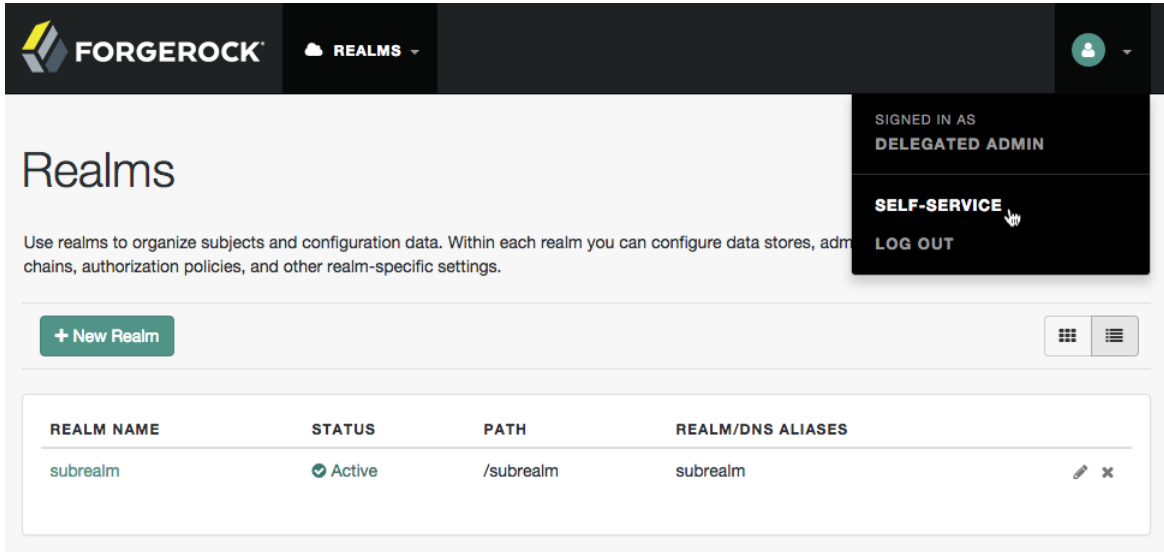 FORGEROCK
REALMS
SIGNED IN AS
DELEGATED ADMIN
SELF-SERVICE
LOG OUT
Realms
Use realms to organize subjects and configuration data. Within each realm you can configure data stores, adm
chains, authorization policies, and other realm-specific settings.
+ New Realm
REALM NAME STATUS PATH REALM/DNS ALIASES
subrealm Active /subrealm subrealm